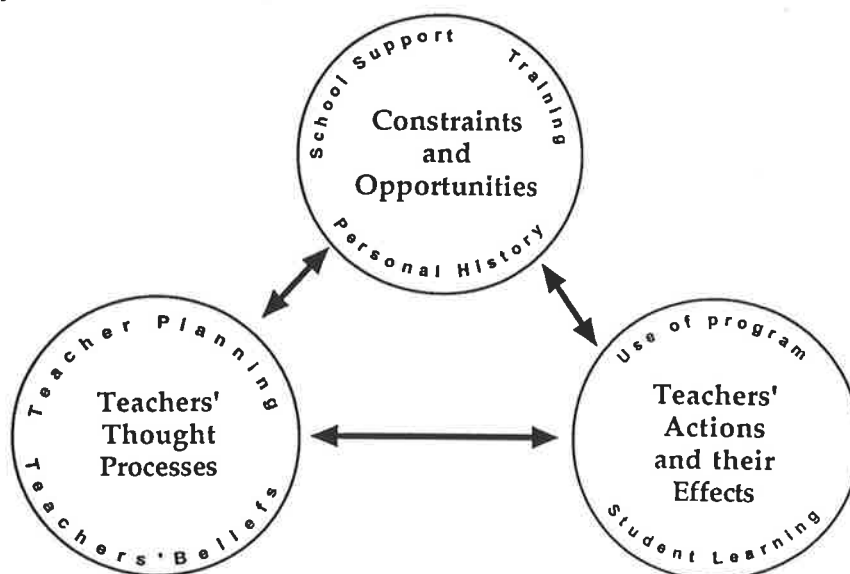 School Support
Training
Constraints
and
Opportunities
Personal History
Teacher Planning
Teachers'
Thought
Processes
Teachers' Beliefs
Use of program
Teachers'
Actions
and their
Effects
Student Learning